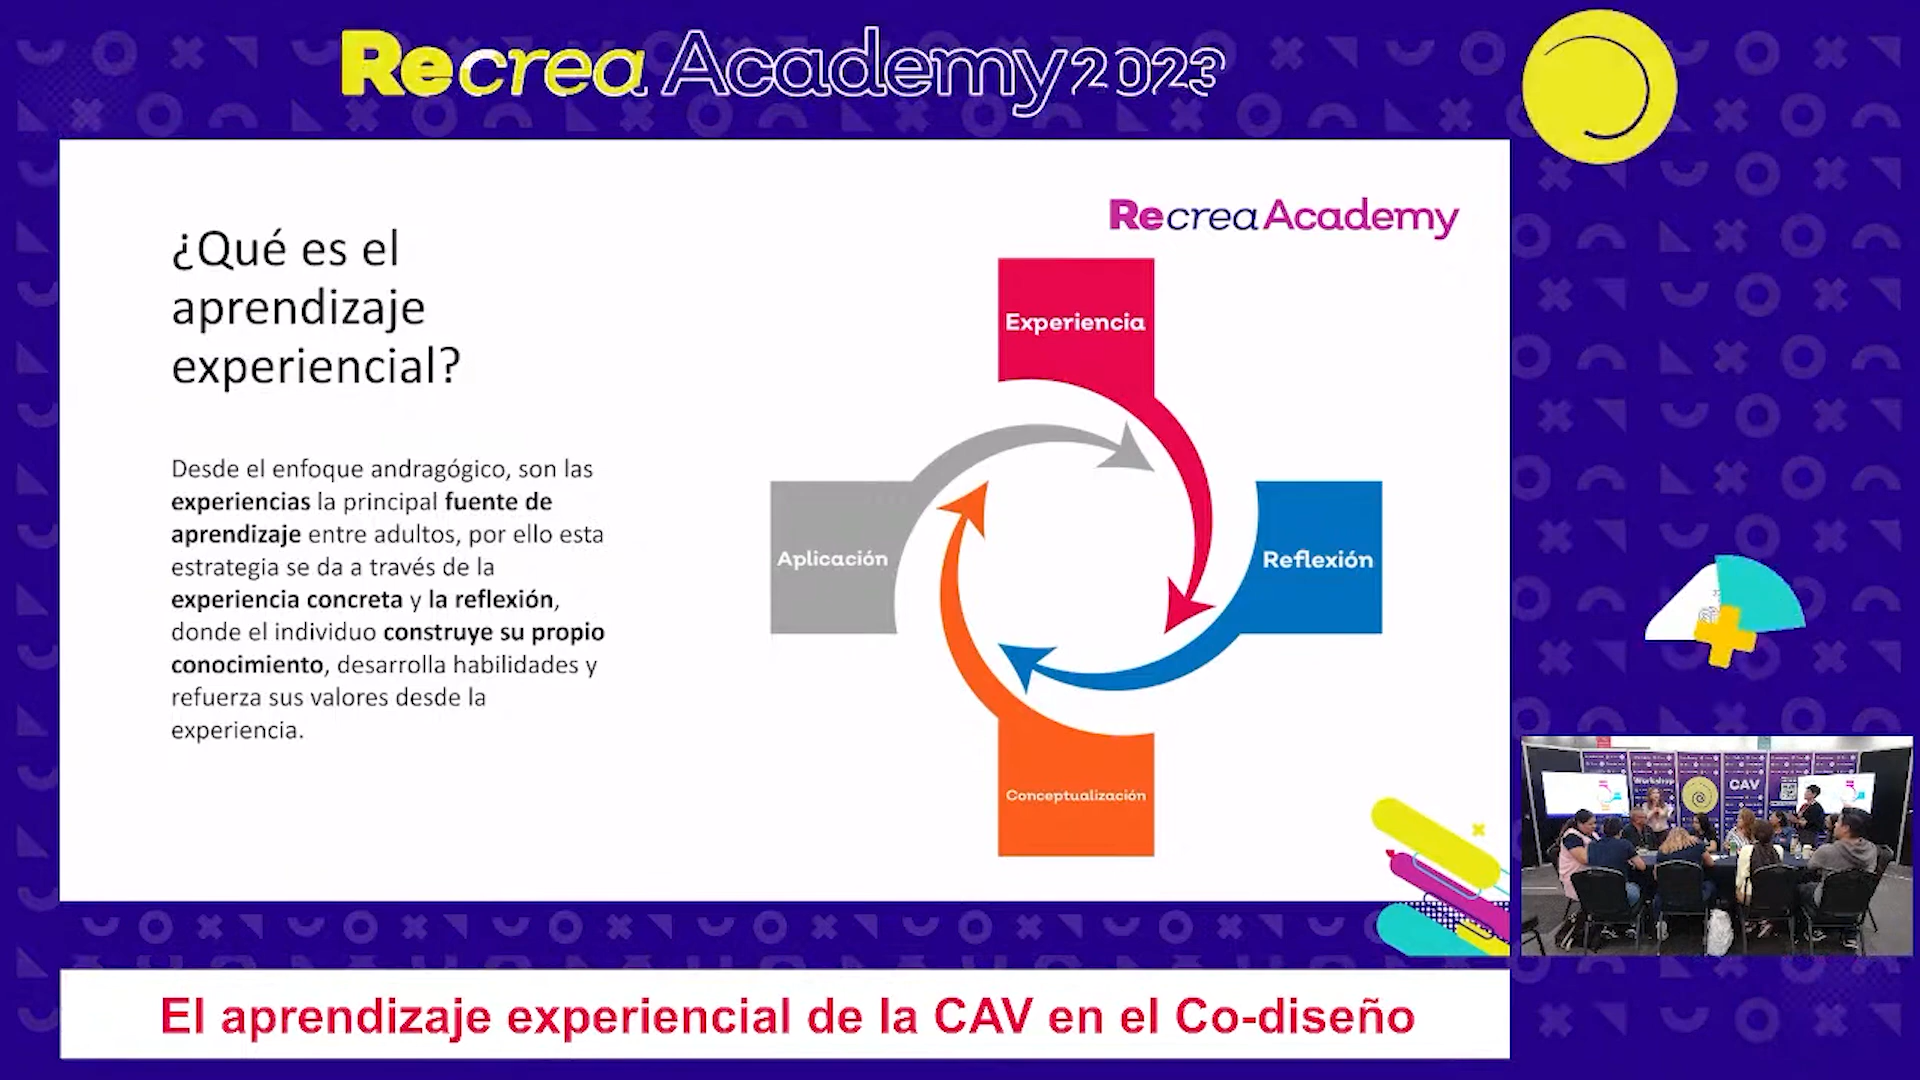 Recrea Academy 2023
Recrea Academy
¿Qué es el
aprendizaje
experiencial?
Desde el enfoque andragógico, son las
experiencias la principal fuente de
aprendizaje entre adultos, por ello esta
estrategia se da a través de la
experiencia concreta y la reflexión,
donde el individuo construye su propio
conocimiento, desarrolla habilidades y
refuerza sus valores desde la
experiencia.
Experiencia
Aplicación
Reflexión
Conceptualización
Workshop
CAV
El aprendizaje experiencial de la CAV en el Co-diseño